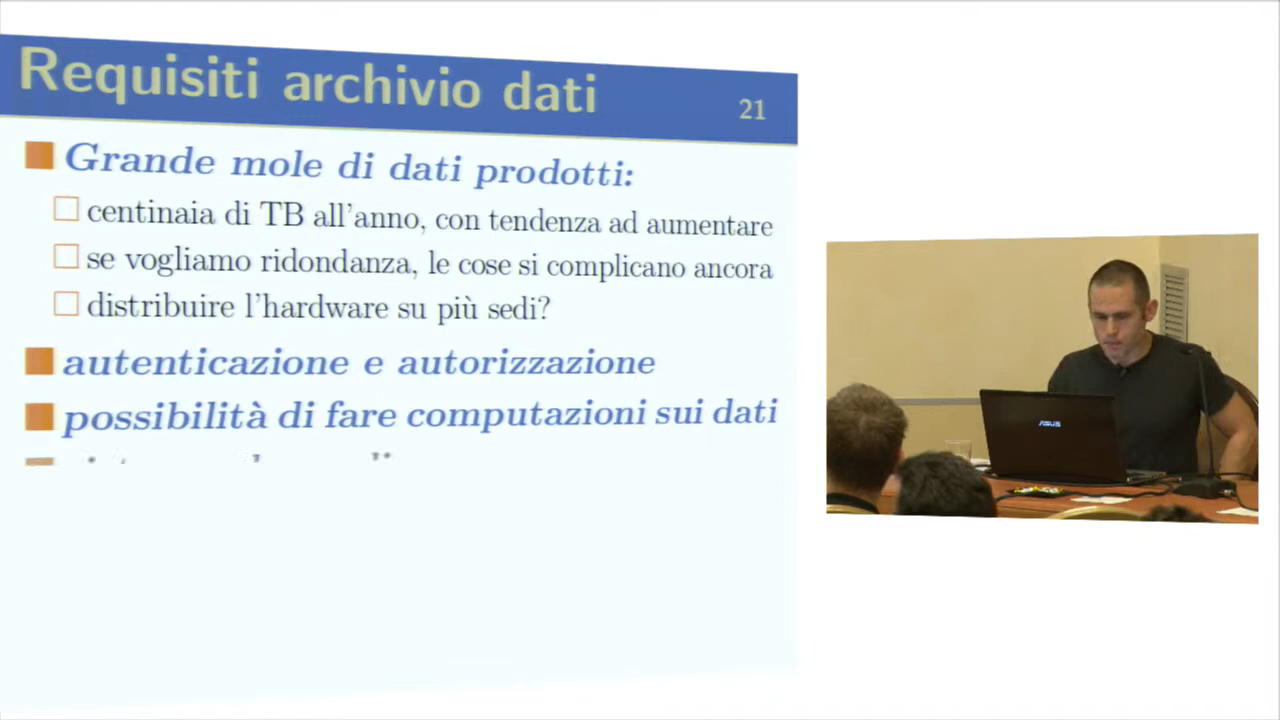 Requisiti archivio dati
21
Grande mole di dati prodotti:
centinaia di TB all'anno, con tendenza ad aumentare
se vogliamo ridondanza, le cose si complicano ancora
distribuire l'hardware su più sedi?
autenticazione e autorizzazione
possibilità di fare computazioni sui dati
ASUS